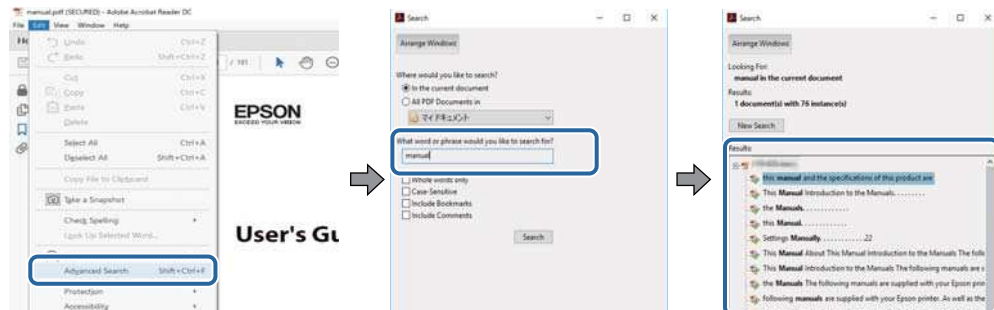 manual.pdf (SECURED) - Adobe Acrobat Reader DC
File Edit View Window Help
Undo Ctrl+Z
Redo Shift+Ctrl+Z
Cut Ctrl+X
Copy Ctrl+C
Paste Ctrl+V
Delete
Select All Ctrl+A
Deselect All Shift+Ctrl+A
Copy File to Clipboard
Take a Snapshot
Check Spelling
Look Up Selected Word...
Advanced Search Shift+Ctrl+F
Protection
Accessibility
/ 181
EPSON
EXCEED YOUR VISION
User's Gu
Search
Arrange Windows
Where would you like to search?
In the current document
All PDF Documents in
マイ ドキュメント
What word or phrase would you like to search for?
manual
Whole words only
Case-Sensitive
Include Bookmarks
Include Comments
Search
Search
Arrange Windows
Looking For:
manual in the current document
Results:
1 document(s) with 76 instance(s)
New Search
Results:
this manual and the specifications of this product are
This Manual Introduction to the Manuals.........
the Manuals.............
this Manual.............
Settings Manually.............22
This Manual About This Manual Introduction to the Manuals The follo
This Manual Introduction to the Manuals The following manuals are s
the Manuals The following manuals are supplied with your Epson prin
following manuals are supplied with your Epson printer. As well as the